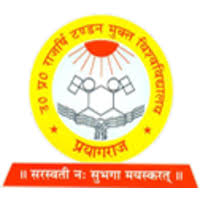 उ० प्र० राजर्षि टण्डन मुक्त विश्वविद्यालय
प्रयागराज
॥ सरस्वती नः सुभगा मयस्करत् ॥